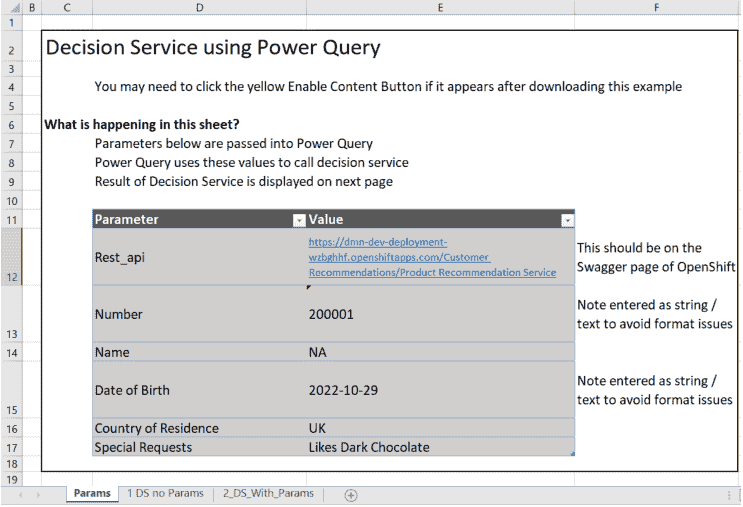 B C D E F
1
2 Decision Service using Power Query
3
4 You may need to click the yellow Enable Content Button if it appears after downloading this example
5
6 What is happening in this sheet?
7 Parameters below are passed into Power Query
8 Power Query uses these values to call decision service
9 Result of Decision Service is displayed on next page
10
11 Parameter Value
https://dmn-dev-deployment-
wzbghhf.openshiftapps.com/Customer
Recommendations/Product Recommendation Service
Rest_api
This should be on the
Swagger page of OpenShift
12
Number 200001
Note entered as string /
text to avoid format issues
13
14 Name NA
Date of Birth 2022-10-29
Note entered as string /
text to avoid format issues
15
16 Country of Residence UK
17 Special Requests Likes Dark Chocolate
18
19
Params 1 DS no Params 2_DS_With_Params